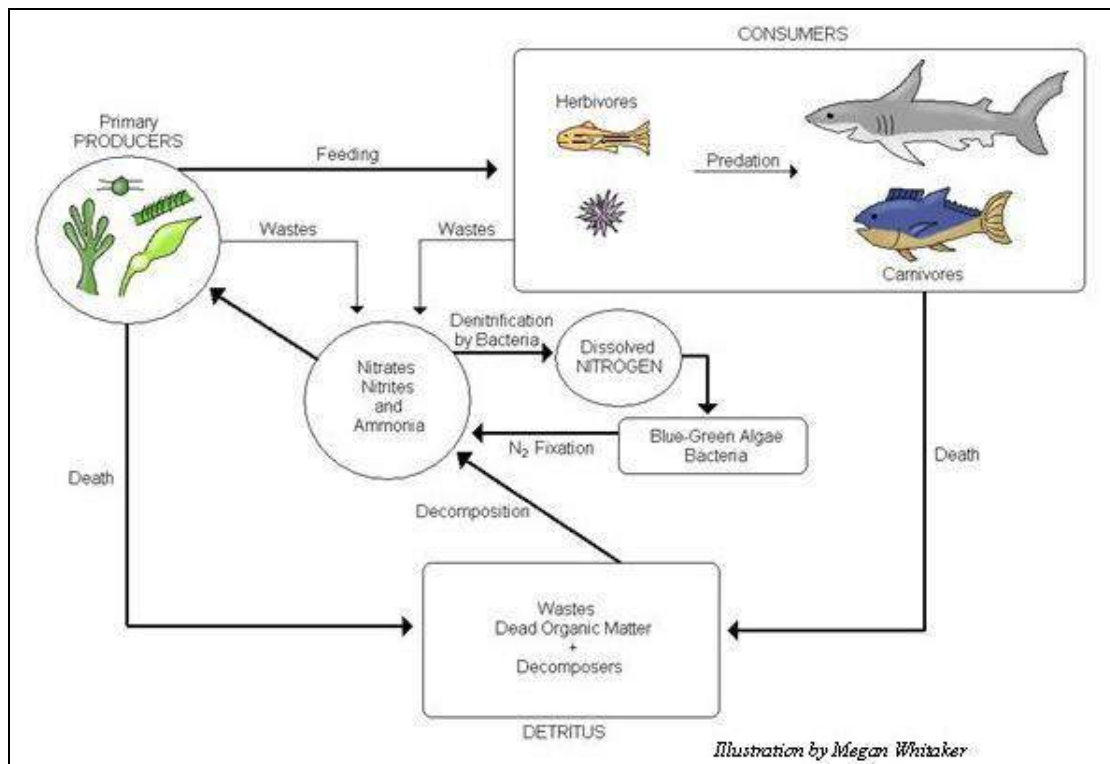 CONSUMERS
Primary
PRODUCERS
Herbivores
Feeding
Predation
Wastes
Wastes
Carnivores
Denitrification
by Bacteria
Dissolved
NITROGEN
Nitrates
Nitrites
and
Ammonia
N₂ Fixation
Blue-Green Algae
Bacteria
Death
Death
Decomposition
Wastes
Dead Organic Matter
+
Decomposers
DETRITUS
Illustration by Megan Whitaker